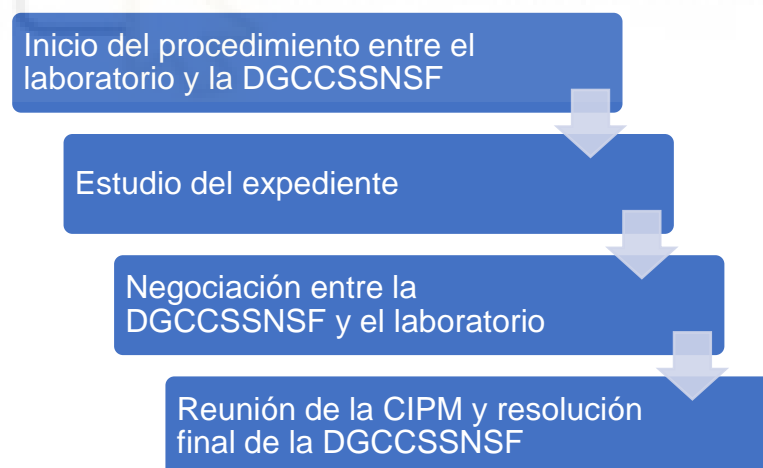 Inicio del procedimiento entre el
laboratorio y la DGCCSSNSF
Estudio del expediente
Negociación entre la
DGCCSSNSF y el laboratorio
Reunión de la CIPM y resolución
final de la DGCCSSNSF